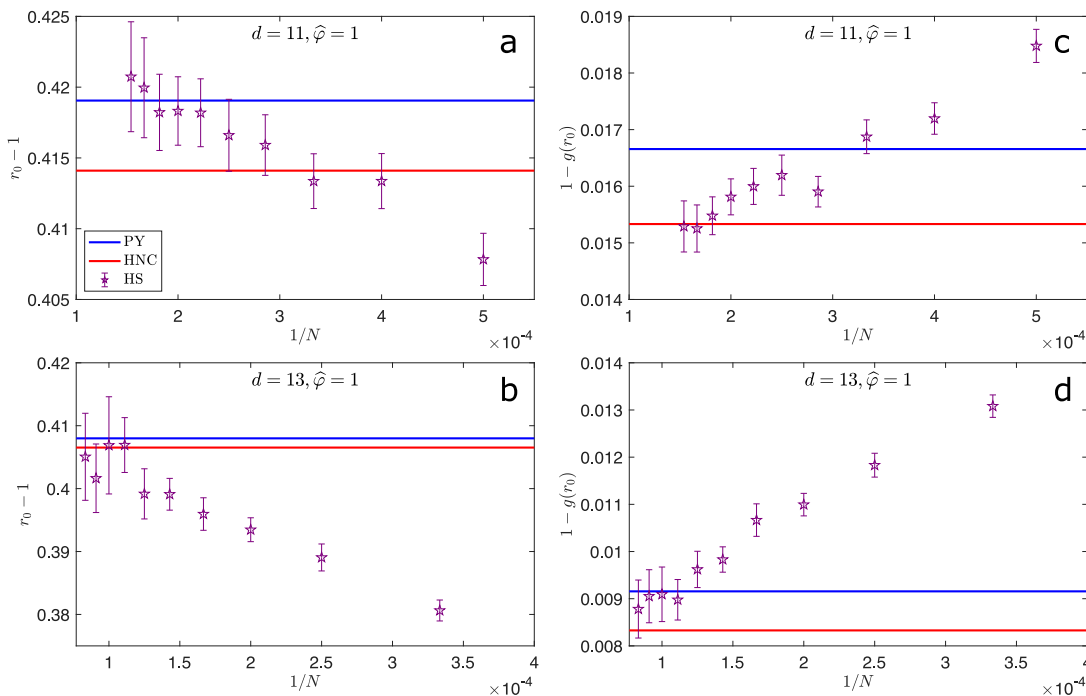 d = 11, φ̂ = 1
a
0.425
0.42
0.415
0.41
0.405
r₀ − 1
PY
HNC
HS
1 2 3 4 5
1/N
×10⁻⁴
d = 11, φ̂ = 1
c
0.019
0.018
0.017
0.016
0.015
0.014
1 − g(r₀)
1 2 3 4 5
1/N
×10⁻⁴
d = 13, φ̂ = 1
b
0.42
0.41
0.4
0.39
0.38
r₀ − 1
1 1.5 2 2.5 3 3.5 4
1/N
×10⁻⁴
d = 13, φ̂ = 1
d
0.014
0.013
0.012
0.011
0.01
0.009
0.008
1 − g(r₀)
1 1.5 2 2.5 3 3.5 4
1/N
×10⁻⁴